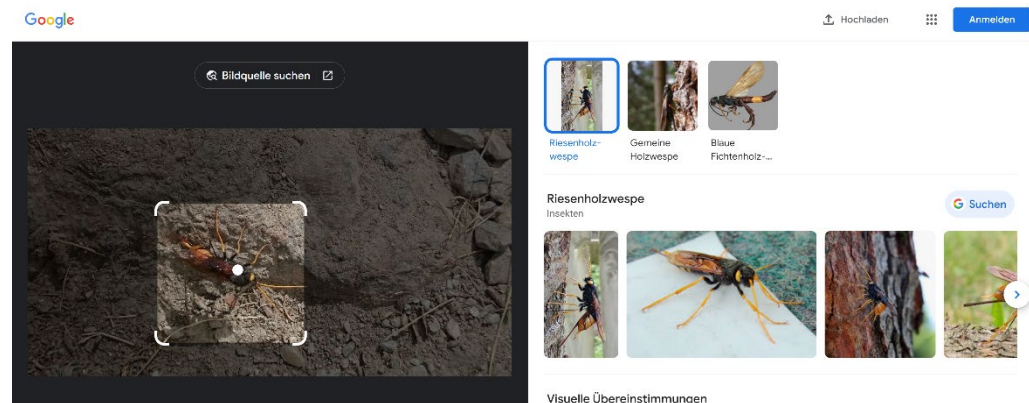 Google
Hochladen
Anmelden
Bildquelle suchen
Riesenholz-
wespe
Gemeine
Holzwespe
Blaue
Fichtenholz-...
Riesenholzwespe
Insekten
G Suchen
Visuelle Übereinstimmungen